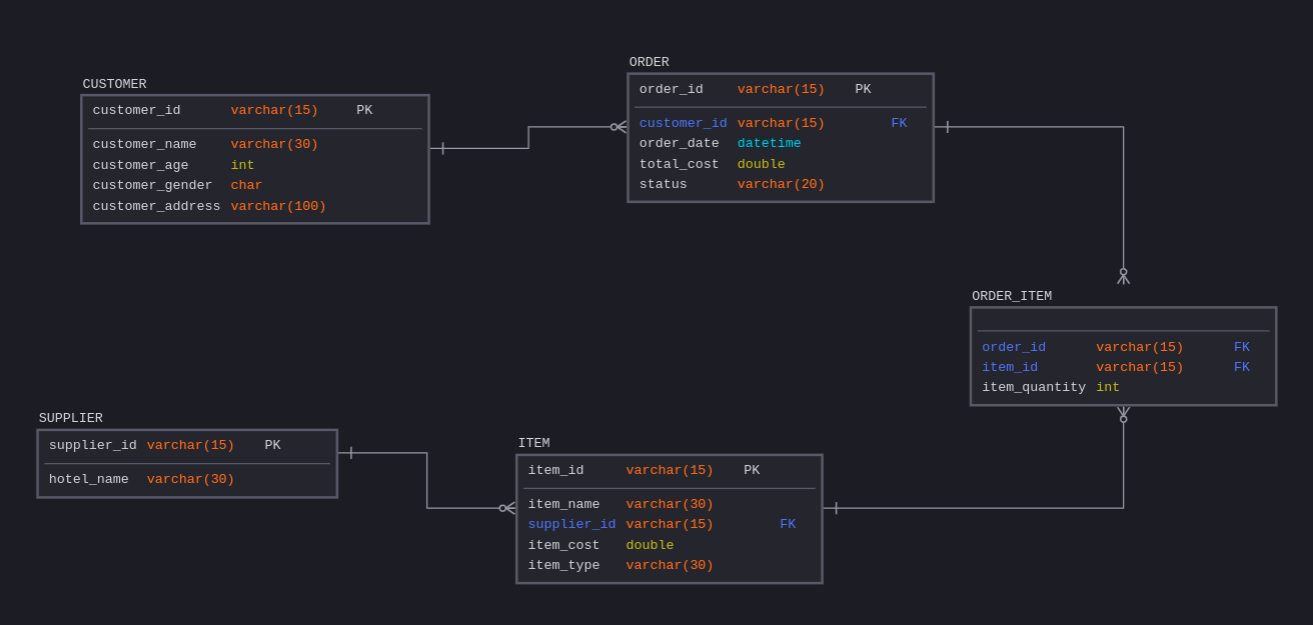 CUSTOMER
customer_id varchar(15) PK
customer_name varchar(30)
customer_age int
customer_gender char
customer_address varchar(100)
ORDER
order_id varchar(15) PK
customer_id varchar(15) FK
order_date datetime
total_cost double
status varchar(20)
ORDER_ITEM
order_id varchar(15) FK
item_id varchar(15) FK
item_quantity int
SUPPLIER
supplier_id varchar(15) PK
hotel_name varchar(30)
ITEM
item_id varchar(15) PK
item_name varchar(30)
supplier_id varchar(15) FK
item_cost double
item_type varchar(30)